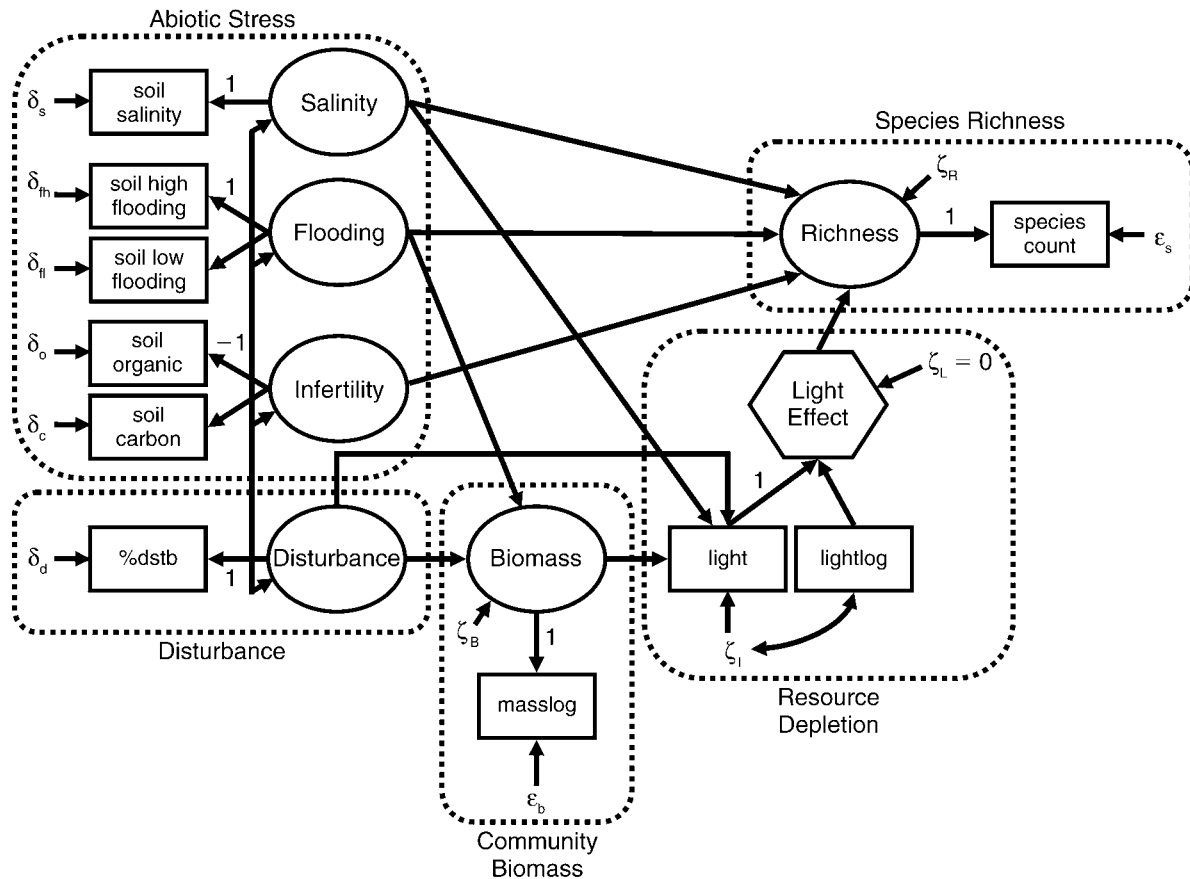 Abiotic Stress
δs
soil
salinity
1
Salinity
δfh
soil high
flooding
1
Flooding
δfl
soil low
flooding
δo
soil
organic
−1
Infertility
δc
soil
carbon
Species Richness
ζR
Richness
1
species
count
εs
Light
Effect
ζL = 0
1
light
lightlog
ζl
Resource
Depletion
δd
%dstb
1
Disturbance
Disturbance
Biomass
ζB
1
masslog
εb
Community
Biomass